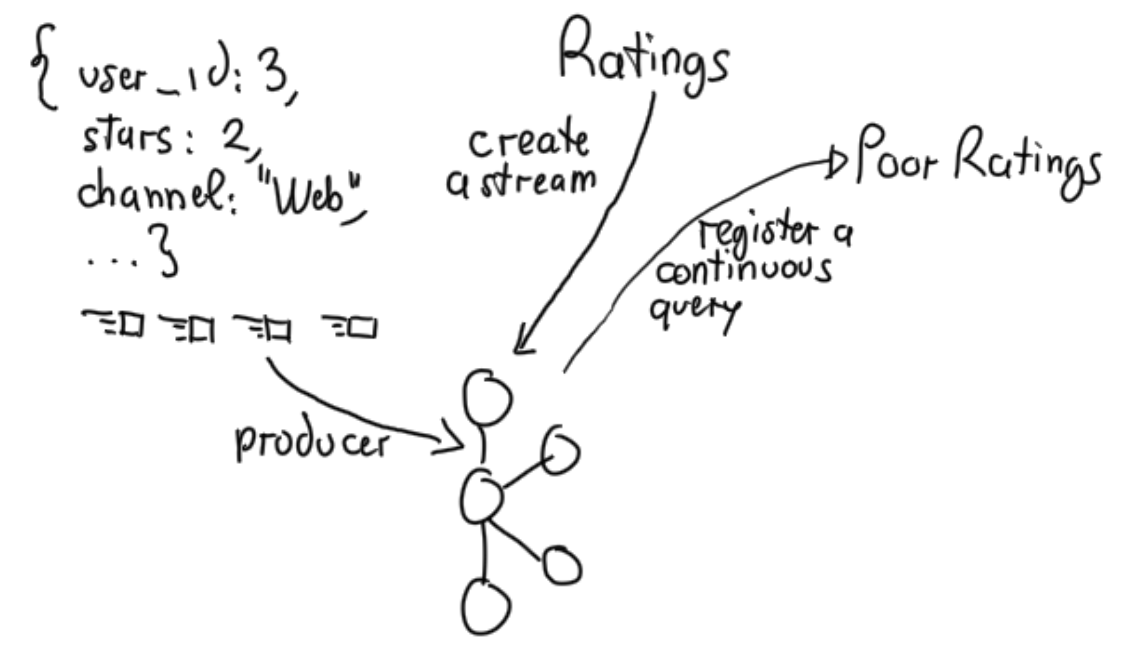 { user_id: 3,
stars: 2,
channel: "Web",
... }
producer
Ratings
create
a stream
Poor Ratings
register a
continuous
query